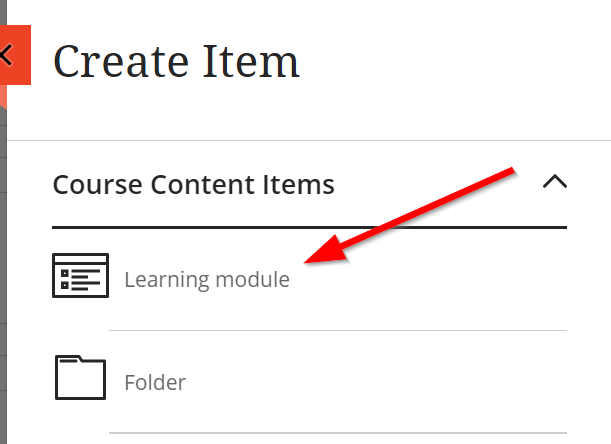 Create Item
Course Content Items
Learning module
Folder